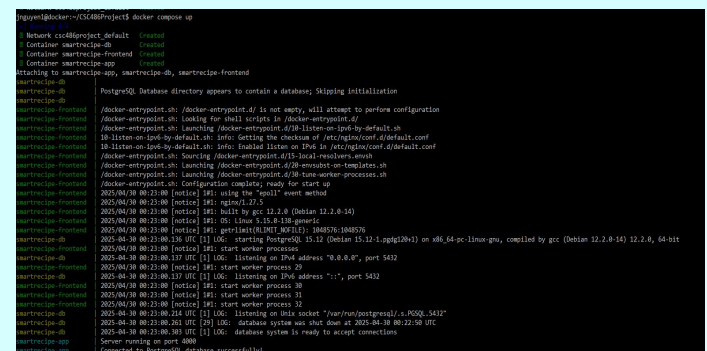 jnguyenl@docker:~/CSC486Project$ docker compose up
Network csc486project_default Created
Container smartrecipe-db Created
Container smartrecipe-frontend Created
Container smartrecipe-app Created
Attaching to smartrecipe-app, smartrecipe-db, smartrecipe-frontend
smartrecipe-db |
smartrecipe-db | PostgreSQL Database directory appears to contain a database; Skipping initialization
smartrecipe-db |
smartrecipe-frontend | /docker-entrypoint.sh: /docker-entrypoint.d/ is not empty, will attempt to perform configuration
smartrecipe-frontend | /docker-entrypoint.sh: Looking for shell scripts in /docker-entrypoint.d/
smartrecipe-frontend | /docker-entrypoint.sh: Launching /docker-entrypoint.d/10-listen-on-ipv6-by-default.sh
smartrecipe-frontend | 10-listen-on-ipv6-by-default.sh: info: Getting the checksum of /etc/nginx/conf.d/default.conf
smartrecipe-frontend | 10-listen-on-ipv6-by-default.sh: info: Enabled listen on IPv6 in /etc/nginx/conf.d/default.conf
smartrecipe-frontend | /docker-entrypoint.sh: Sourcing /docker-entrypoint.d/15-local-resolvers.envsh
smartrecipe-frontend | /docker-entrypoint.sh: Launching /docker-entrypoint.d/20-envsubst-on-templates.sh
smartrecipe-frontend | /docker-entrypoint.sh: Launching /docker-entrypoint.d/30-tune-worker-processes.sh
smartrecipe-frontend | /docker-entrypoint.sh: Configuration complete; ready for start up
smartrecipe-frontend | 2025/04/30 00:23:00 [notice] 1#1: using the "epoll" event method
smartrecipe-frontend | 2025/04/30 00:23:00 [notice] 1#1: nginx/1.27.5
smartrecipe-frontend | 2025/04/30 00:23:00 [notice] 1#1: built by gcc 12.2.0 (Debian 12.2.0-14)
smartrecipe-frontend | 2025/04/30 00:23:00 [notice] 1#1: OS: Linux 5.15.0-138-generic
smartrecipe-frontend | 2025/04/30 00:23:00 [notice] 1#1: getrlimit(RLIMIT_NOFILE): 1048576:1048576
smartrecipe-db | 2025-04-30 00:23:00.136 UTC [1] LOG: starting PostgreSQL 15.12 (Debian 15.12-1.pgdg120+1) on x86_64-pc-linux-gnu, compiled by gcc (Debian 12.2.0-14) 12.2.0, 64-bit
smartrecipe-frontend | 2025/04/30 00:23:00 [notice] 1#1: start worker processes
smartrecipe-db | 2025-04-30 00:23:00.137 UTC [1] LOG: listening on IPv4 address "0.0.0.0", port 5432
smartrecipe-frontend | 2025/04/30 00:23:00 [notice] 1#1: start worker process 29
smartrecipe-db | 2025-04-30 00:23:00.137 UTC [1] LOG: listening on IPv6 address "::", port 5432
smartrecipe-frontend | 2025/04/30 00:23:00 [notice] 1#1: start worker process 30
smartrecipe-frontend | 2025/04/30 00:23:00 [notice] 1#1: start worker process 31
smartrecipe-frontend | 2025/04/30 00:23:00 [notice] 1#1: start worker process 32
smartrecipe-db | 2025-04-30 00:23:00.214 UTC [1] LOG: listening on Unix socket "/var/run/postgresql/.s.PGSQL.5432"
smartrecipe-db | 2025-04-30 00:23:00.261 UTC [29] LOG: database system was shut down at 2025-04-30 00:22:50 UTC
smartrecipe-db | 2025-04-30 00:23:00.303 UTC [1] LOG: database system is ready to accept connections
smartrecipe-app | Server running on port 4000
smartrecipe-app | Connected to PostgreSQL database successfully!